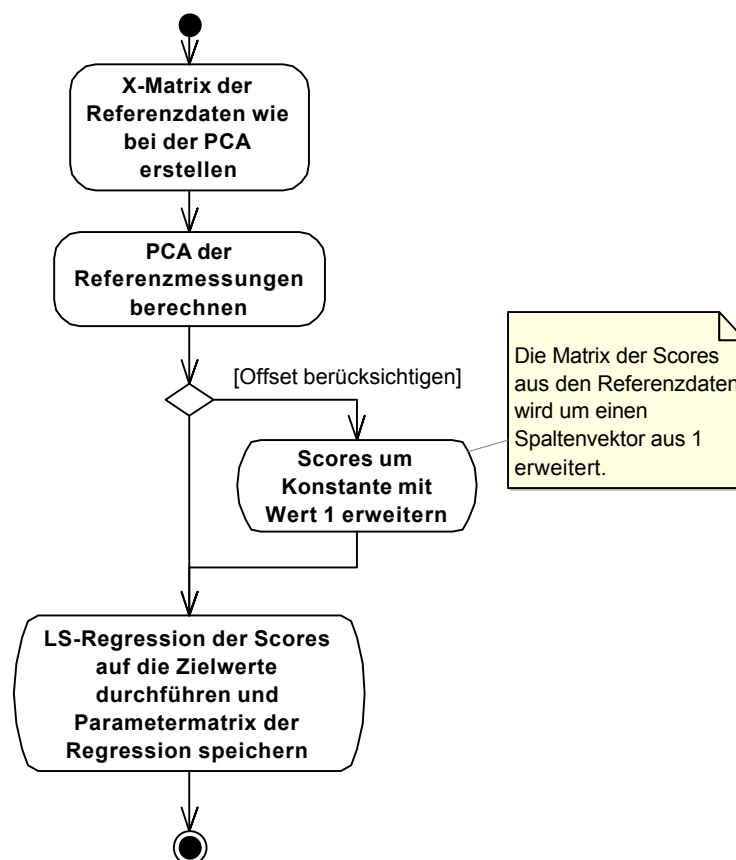 X-Matrix der
Referenzdaten wie
bei der PCA
erstellen
PCA der
Referenzmessungen
berechnen
[Offset berücksichtigen]
Die Matrix der Scores
aus den Referenzdaten
wird um einen
Spaltenvektor aus 1
erweitert.
Scores um
Konstante mit
Wert 1 erweitern
LS-Regression der Scores
auf die Zielwerte
durchführen und
Parametermatrix der
Regression speichern